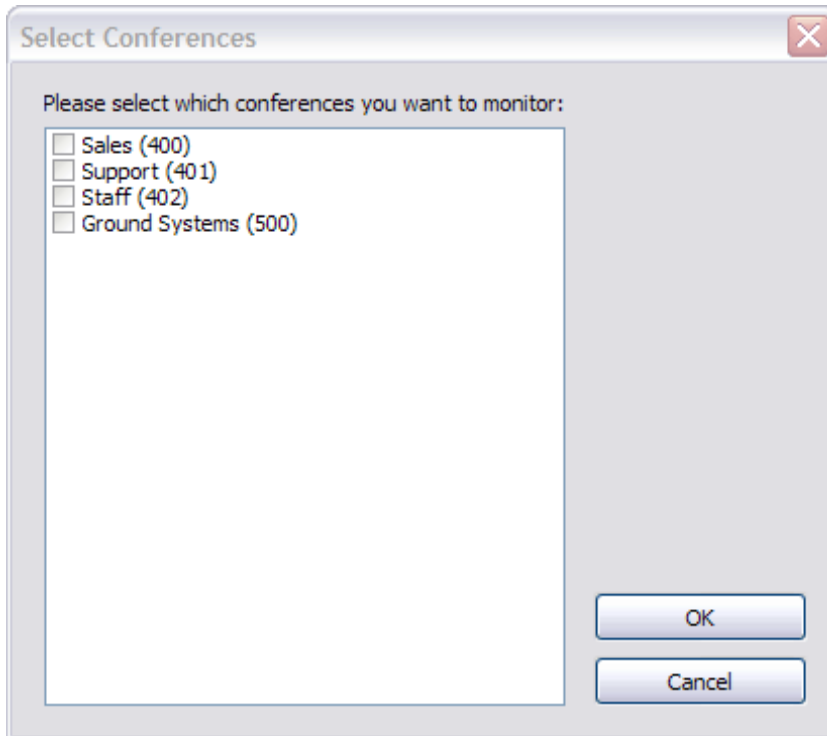 Select Conferences
Please select which conferences you want to monitor:
Sales (400)
Support (401)
Staff (402)
Ground Systems (500)
OK
Cancel